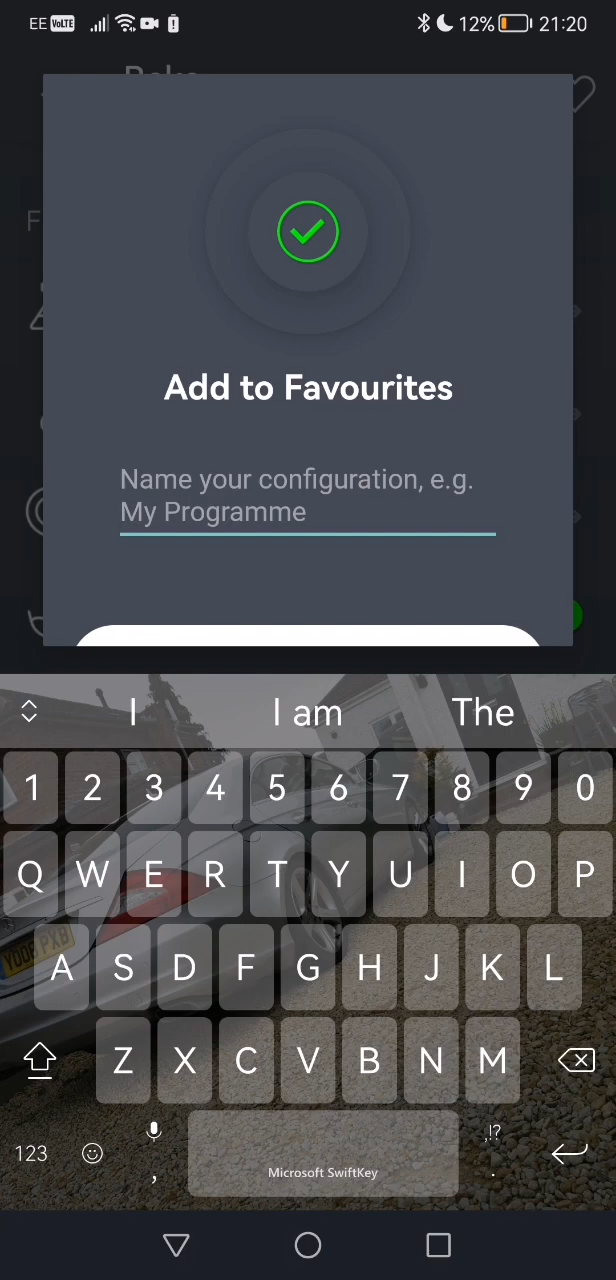 EE VoLTE 12% 21:20
Add to Favourites
Name your configuration, e.g.
My Programme
I I am The
1 2 3 4 5 6 7 8 9 0
Q W E R T Y U I O P
A S D F G H J K L
Z X C V B N M
,!?
123 , Microsoft SwiftKey .